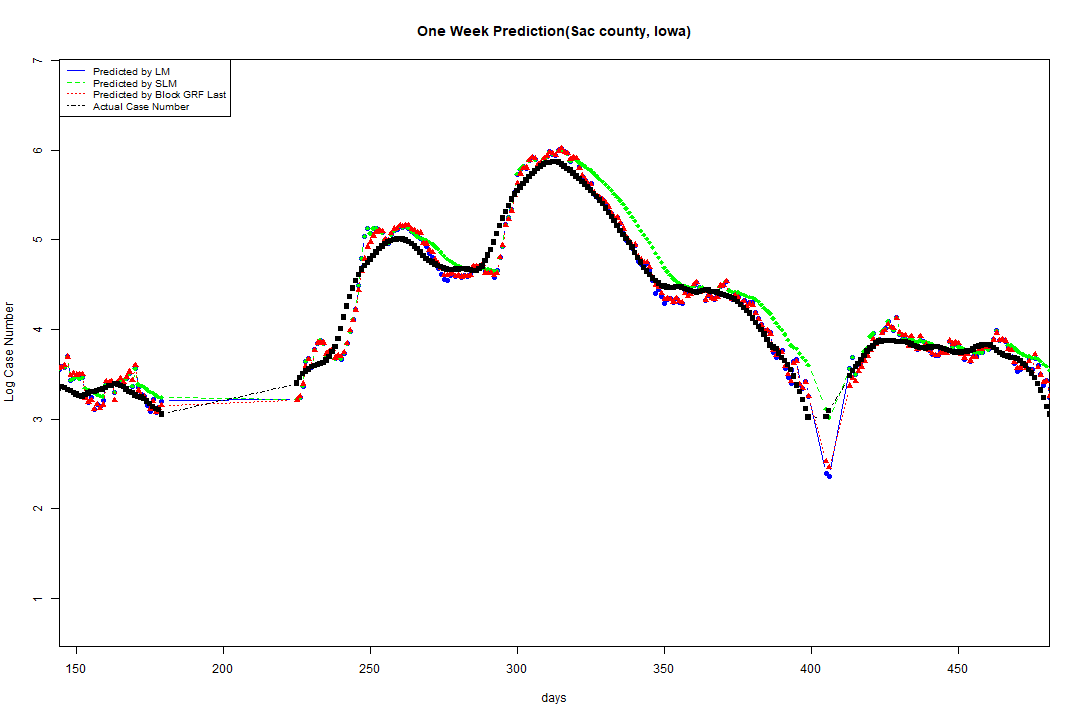 One Week Prediction(Sac county, Iowa)
7
6
5
4
3
2
1
Log Case Number
Predicted by LM
Predicted by SLM
Predicted by Block GRF Last
Actual Case Number
150 200 250 300 350 400 450
days